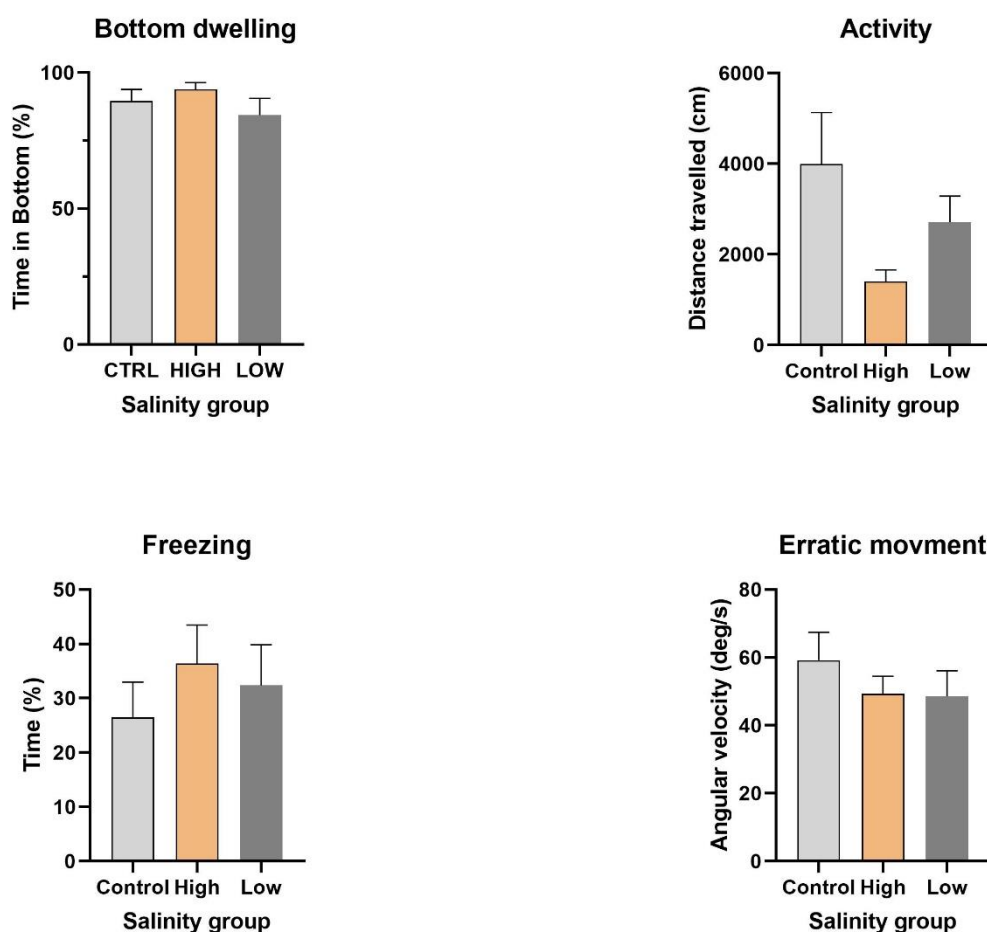 Bottom dwelling
Time in Bottom (%)
100
50
0
CTRL HIGH LOW
Salinity group
Activity
Distance travelled (cm)
6000
4000
2000
0
Control High Low
Salinity group
Freezing
Time (%)
50
40
30
20
10
0
Control High Low
Salinity group
Erratic movment
Angular velocity (deg/s)
80
60
40
20
0
Control High Low
Salinity group